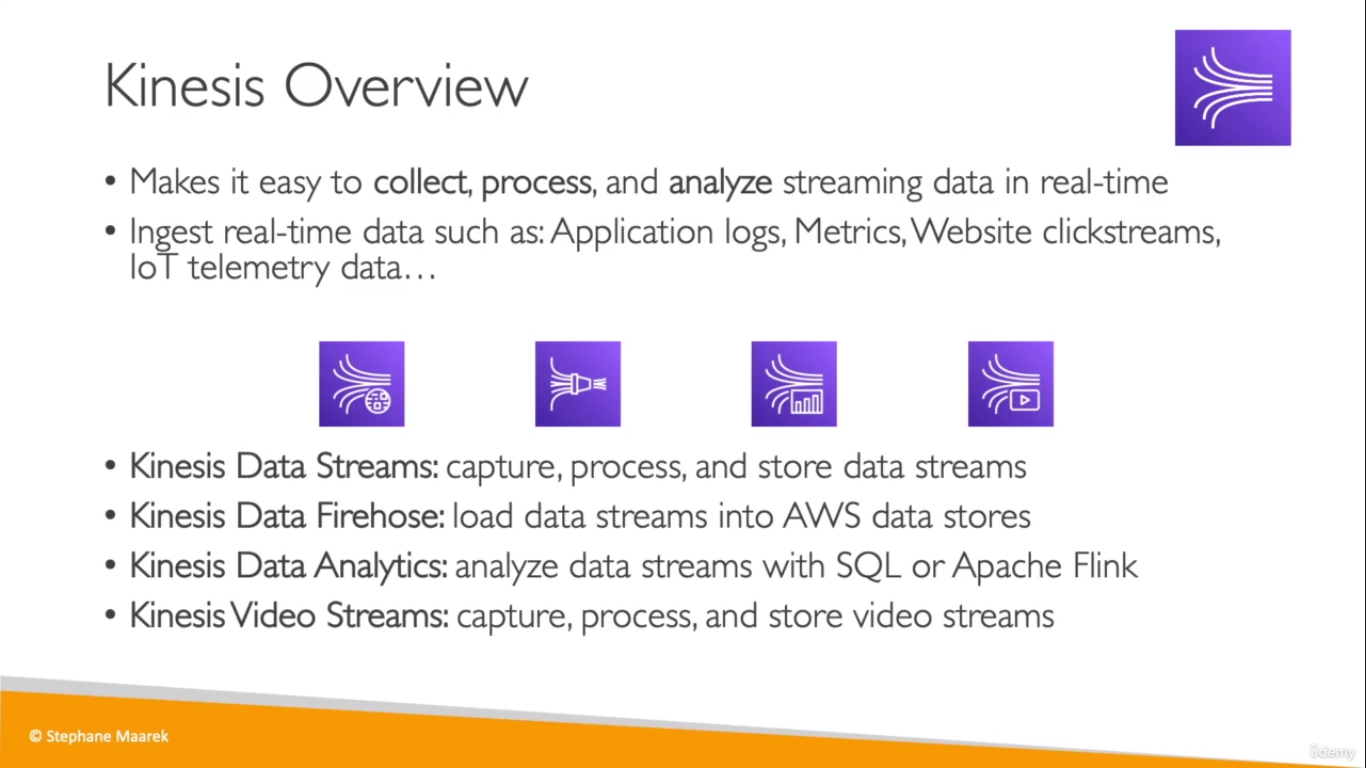 Kinesis Overview
• Makes it easy to collect, process, and analyze streaming data in real-time
• Ingest real-time data such as: Application logs, Metrics, Website clickstreams,
IoT telemetry data…
• Kinesis Data Streams: capture, process, and store data streams
• Kinesis Data Firehose: load data streams into AWS data stores
• Kinesis Data Analytics: analyze data streams with SQL or Apache Flink
• Kinesis Video Streams: capture, process, and store video streams
© Stephane Maarek
ûdemy